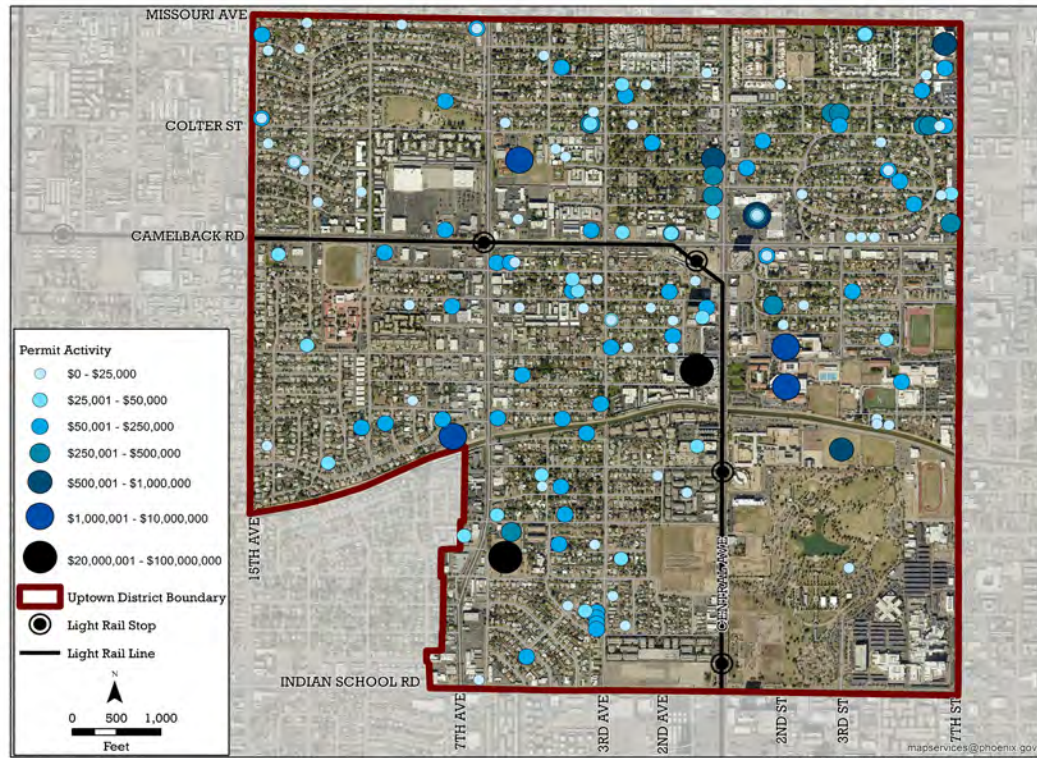 MISSOURI AVE
COLTER ST
CAMELBACK RD
Permit Activity
$0 - $25,000
$25,001 - $50,000
$50,001 - $250,000
$250,001 - $500,000
$500,001 - $1,000,000
$1,000,001 - $10,000,000
$20,000,001 - $100,000,000
Uptown District Boundary
Light Rail Stop
Light Rail Line
N
0 500 1,000
Feet
15TH AVE
CENTRAL AVE
INDIAN SCHOOL RD
7TH AVE
3RD AVE
2ND AVE
2ND ST
3RD ST
7TH ST
mapservices@phoenix.gov